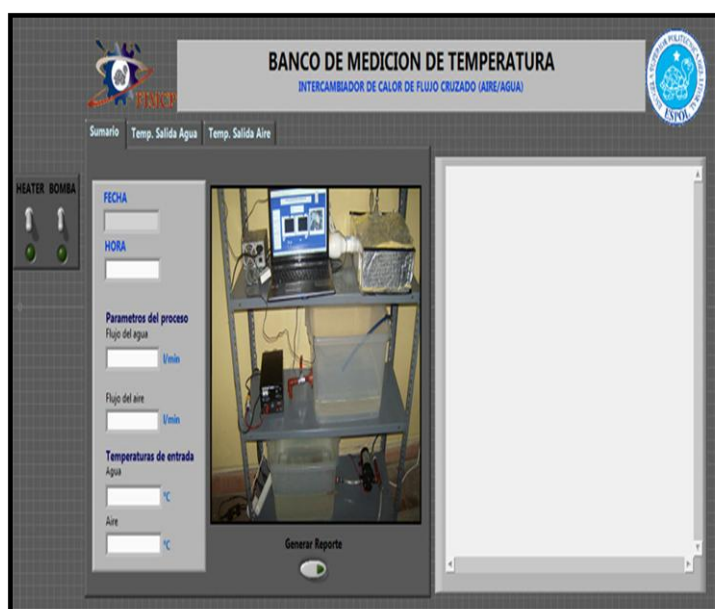 BANCO DE MEDICION DE TEMPERATURA
INTERCAMBIADOR DE CALOR DE FLUJO CRUZADO (AIRE/AGUA)
ESPOL
Sumario
Temp. Salida Agua
Temp. Salida Aire
HEATER BOMBA
FECHA
HORA
Parametros del proceso
Flujo del agua
l/min
Flujo del aire
l/min
Temperaturas de entrada
Agua
°C
Aire
°C
Generar Reporte